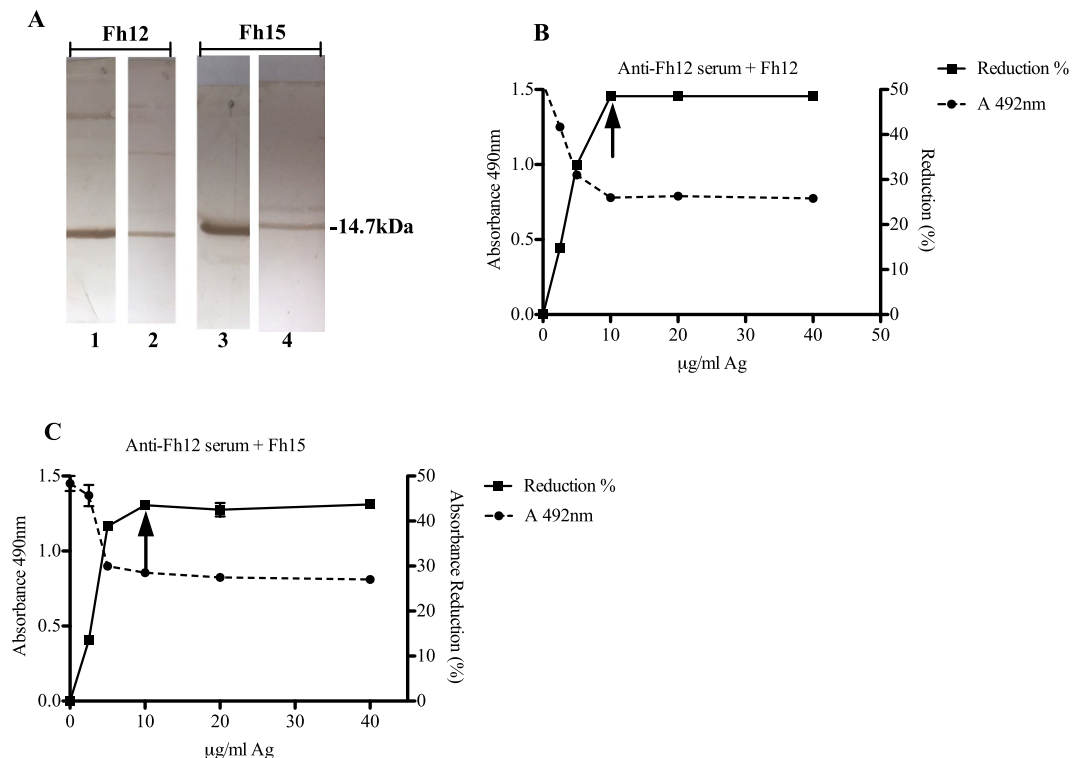 A
Fh12
Fh15
-14.7kDa
1
2
3
4
B
Anti-Fh12 serum + Fh12
Reduction %
A 492nm
Absorbance 490nm
1.5
1.0
0.5
0.0
Reduction (%)
50
40
30
20
10
0
0
10
20
30
40
50
µg/ml Ag
C
Anti-Fh12 serum + Fh15
Reduction %
A 492nm
Absorbance 490nm
1.5
1.0
0.5
0.0
Absorbance Reduction (%)
50
40
30
20
10
0
0
10
20
30
40
µg/ml Ag